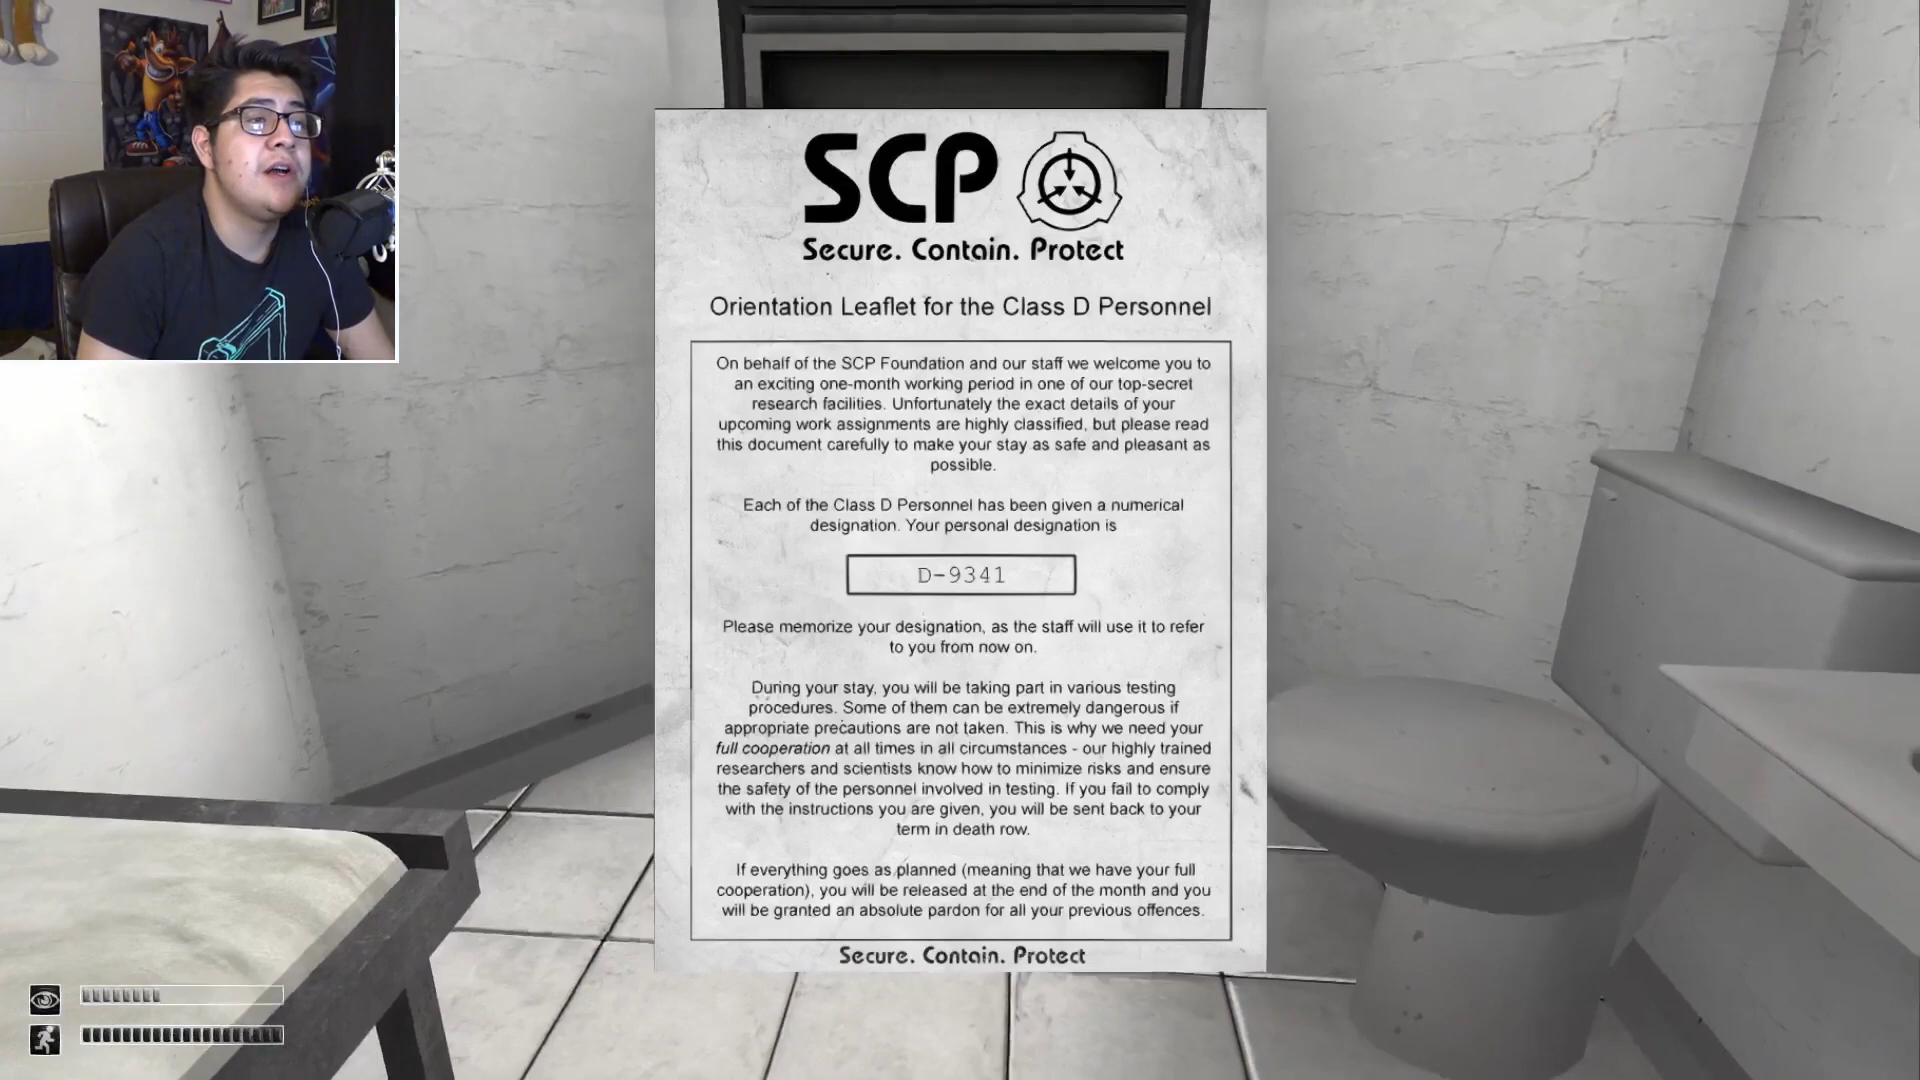 SCP
Secure. Contain. Protect
Orientation Leaflet for the Class D Personnel
On behalf of the SCP Foundation and our staff we welcome you to
an exciting one-month working period in one of our top-secret
research facilities. Unfortunately the exact details of your
upcoming work assignments are highly classified, but please read
this document carefully to make your stay as safe and pleasant as
possible.
Each of the Class D Personnel has been given a numerical
designation. Your personal designation is
D-9341
Please memorize your designation, as the staff will use it to refer
to you from now on.
During your stay, you will be taking part in various testing
procedures. Some of them can be extremely dangerous if
appropriate precautions are not taken. This is why we need your
full cooperation at all times in all circumstances - our highly trained
researchers and scientists know how to minimize risks and ensure
the safety of the personnel involved in testing. If you fail to comply
with the instructions you are given, you will be sent back to your
term in death row.
If everything goes as planned (meaning that we have your full
cooperation), you will be released at the end of the month and you
will be granted an absolute pardon for all your previous offences.
Secure. Contain. Protect